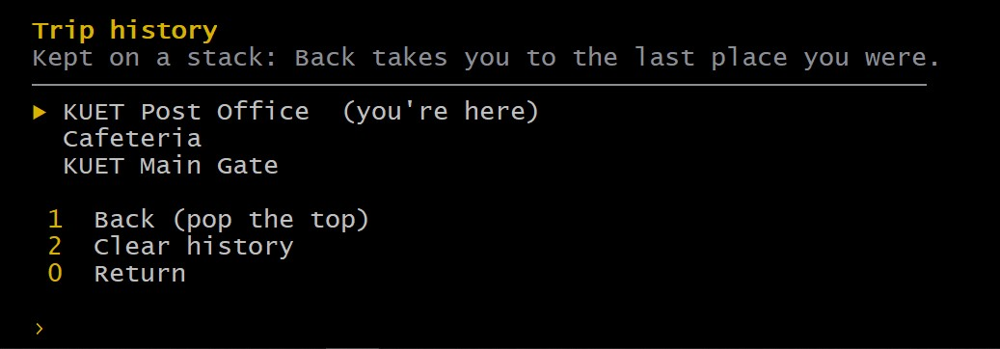 Trip history
Kept on a stack: Back takes you to the last place you were.
▶ KUET Post Office (you're here)
Cafeteria
KUET Main Gate
1 Back (pop the top)
2 Clear history
0 Return
›